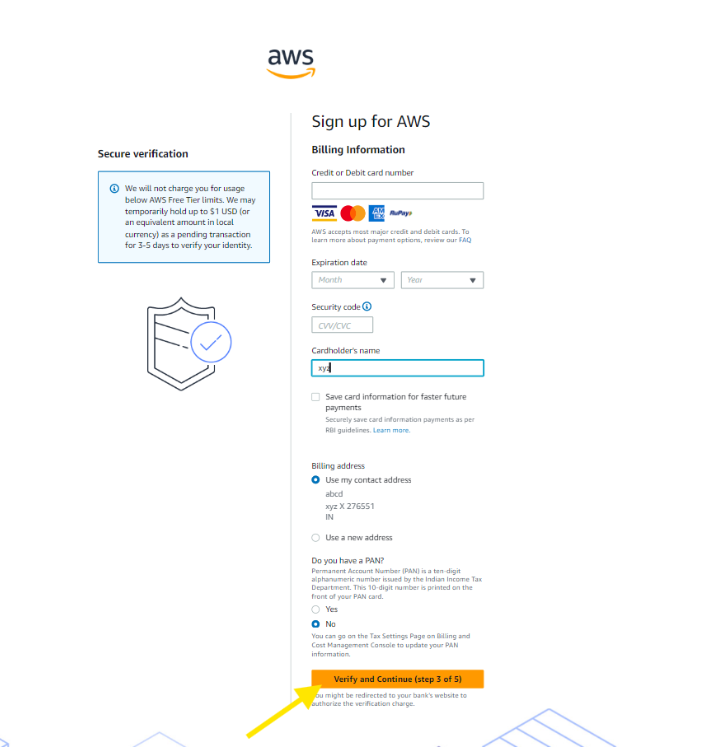 aws
Sign up for AWS
Secure verification
We will not charge you for usage
below AWS Free Tier limits. We may
temporarily hold up to $1 USD (or
an equivalent amount in local
currency) as a pending transaction
for 3-5 days to verify your identity.
Billing Information
Credit or Debit card number
VISA
AM EX
RuPay
AWS accepts most major credit and debit cards. To
learn more about payment options, review our FAQ
Expiration date
Month
Year
Security code
CVV/CVC
Cardholder's name
xyz
Save card information for faster future
payments
Securely save card information payments as per
RBI guidelines. Learn more.
Billing address
Use my contact address
abcd
xyz X 276551
IN
Use a new address
Do you have a PAN?
Permanent Account Number (PAN) is a ten-digit
alphanumeric number issued by the Indian Income Tax
Department. This 10-digit number is printed on the
front of your PAN card.
Yes
No
You can go on the Tax Settings Page on Billing and
Cost Management Console to update your PAN
information.
Verify and Continue (step 3 of 5)
You might be redirected to your bank's website to
authorize the verification charge.